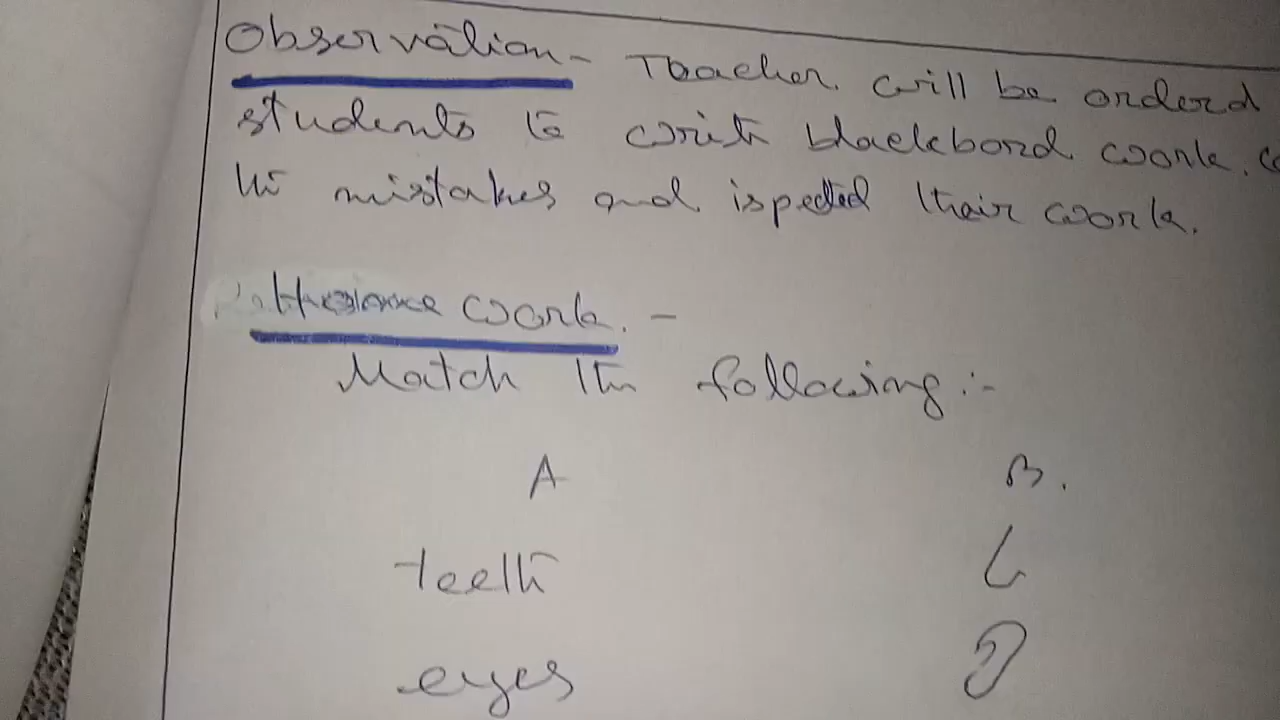 Observation - Teacher will be orderd
students to write blackbord work.
the mistakes and ispected their work.
Home work. -
Match the following :-
A B.
teeth
eyes